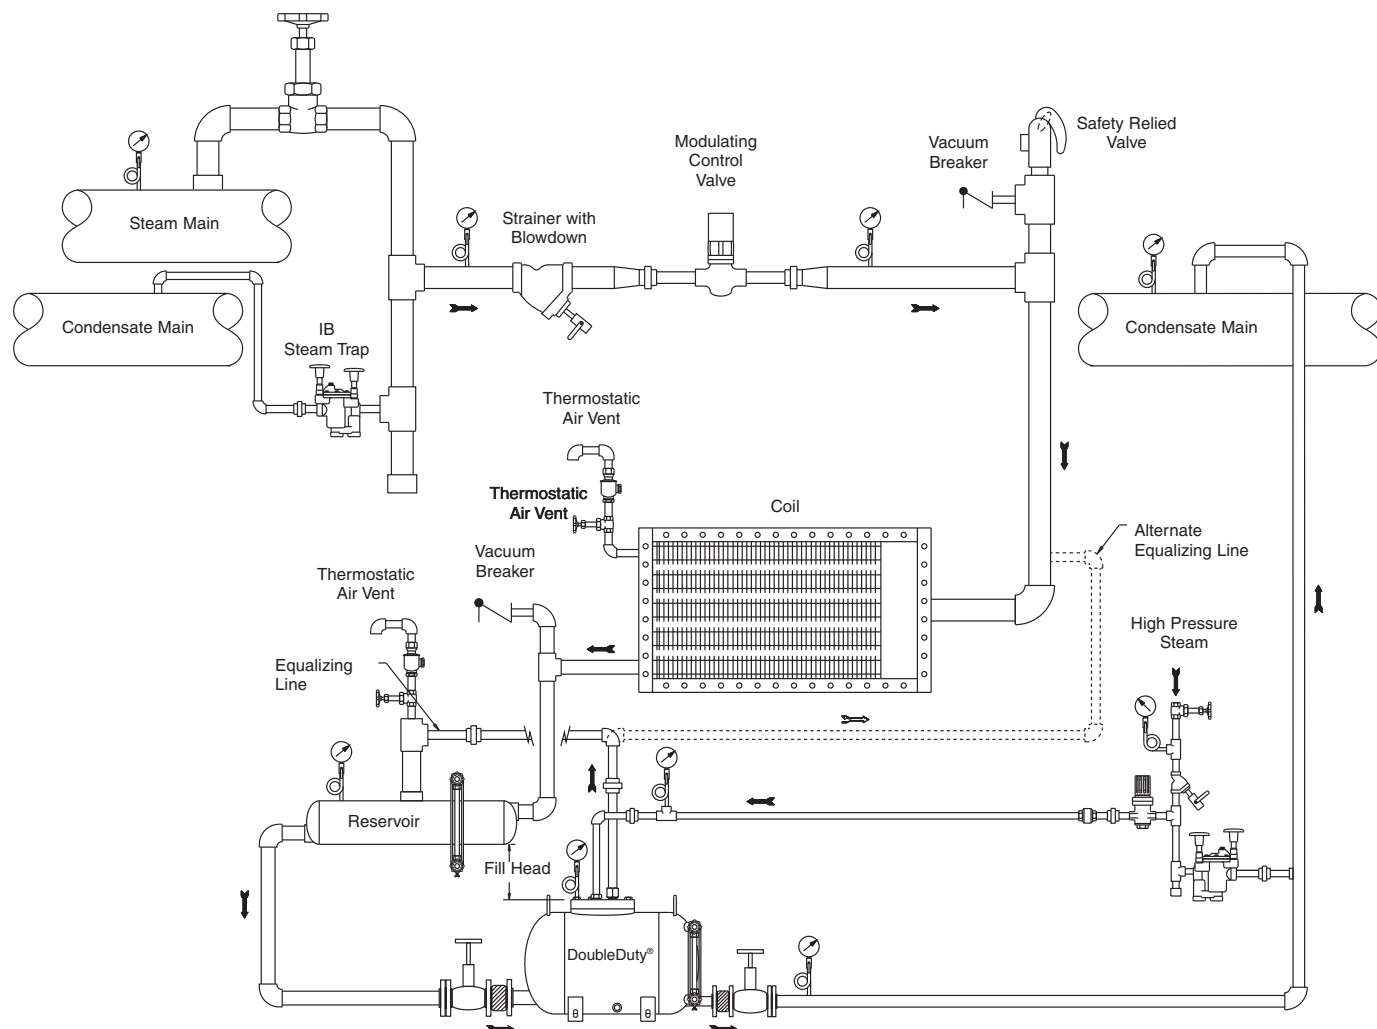 Safety Relied
Valve
Modulating
Control
Valve
Vacuum
Breaker
Steam Main
Strainer with
Blowdown
Condensate Main
IB
Steam Trap
Condensate Main
Thermostatic
Air Vent
Thermostatic
Air Vent
Coil
Alternate
Equalizing Line
Vacuum
Breaker
Thermostatic
Air Vent
High Pressure
Steam
Equalizing
Line
Reservoir
Fill Head
DoubleDuty®